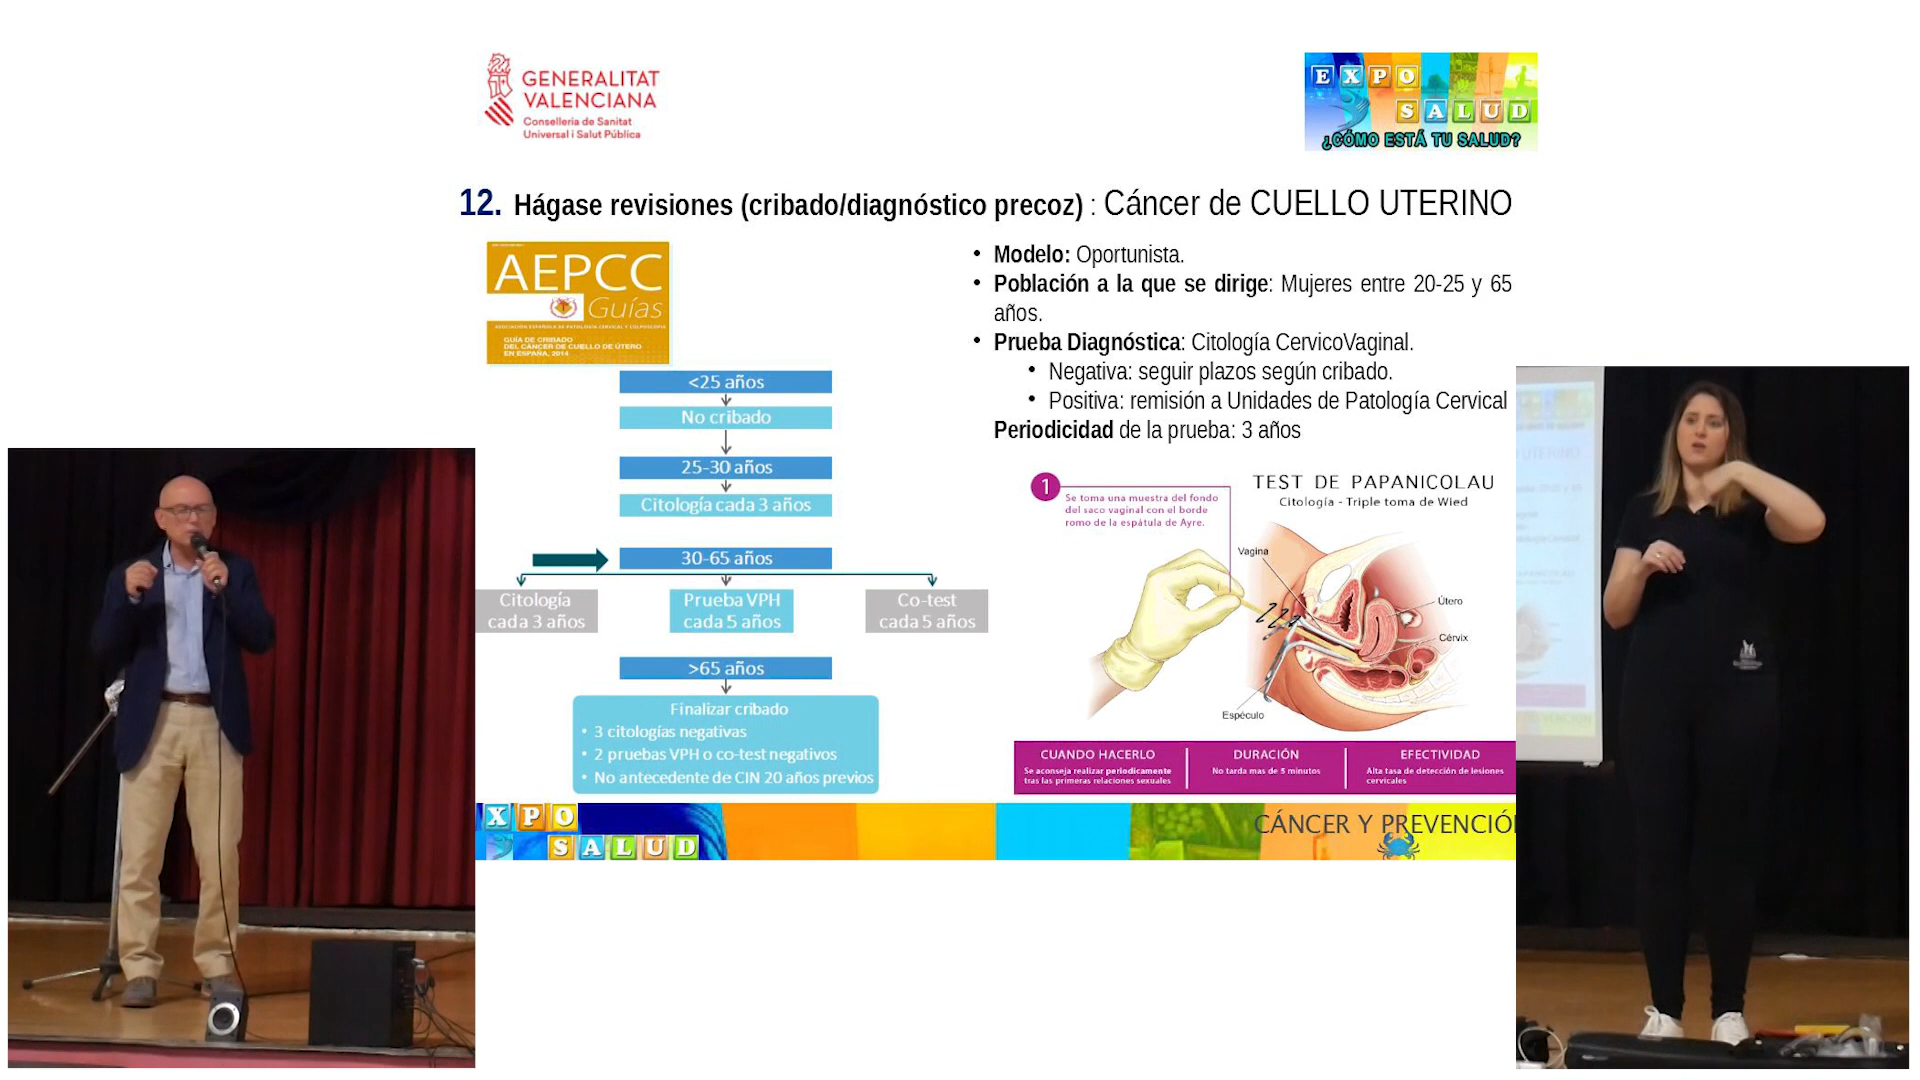 GENERALITAT
VALENCIANA
Conselleria de Sanitat
Universal i Salut Pública
EXPO
SALUD
¿CÓMO ESTÁ TU SALUD?
12. Hágase revisiones (cribado/diagnóstico precoz) : Cáncer de CUELLO UTERINO
AEPCC
Guías
ASOCIACIÓN ESPAÑOLA DE PATOLOGÍA CERVICAL Y COLPOSCOPIA
GUÍA DE CRIBADO
DEL CÁNCER DE CUELLO DE ÚTERO
EN ESPAÑA, 2014
<25 años
No cribado
25-30 años
Citología cada 3 años
30-65 años
Citología
cada 3 años
Prueba VPH
cada 5 años
Co-test
cada 5 años
>65 años
Finalizar cribado
• 3 citologías negativas
• 2 pruebas VPH o co-test negativos
• No antecedente de CIN 20 años previos
• Modelo: Oportunista.
• Población a la que se dirige: Mujeres entre 20-25 y 65
años.
• Prueba Diagnóstica: Citología CervicoVaginal.
• Negativa: seguir plazos según cribado.
• Positiva: remisión a Unidades de Patología Cervical
Periodicidad de la prueba: 3 años
1
Se toma una muestra del fondo
del saco vaginal con el borde
romo de la espátula de Ayre.
TEST DE PAPANICOLAU
Citología - Triple toma de Wied
Vagina
Útero
Cérvix
Espéculo
CUANDO HACERLO
Se aconseja realizar periodicamente
tras las primeras relaciones sexuales
DURACIÓN
No tarda mas de 5 minutos
EFECTIVIDAD
Alta tasa de detección de lesiones
cervicales
XPO
SALUD
CÁNCER Y PREVENCIÓN